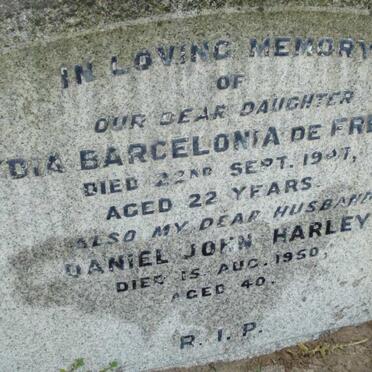 IN LOVING MEMORY
OF
OUR DEAR DAUGHTER
BARCELONIA DE
DIED 22ND SEPT. 1947,
AGED 22 YEARS.
ALSO MY DEAR HUSBAND
DANIEL JOHN HARLEY
DIED 15 AUG. 1950,
AGED 40.
R.I.P.